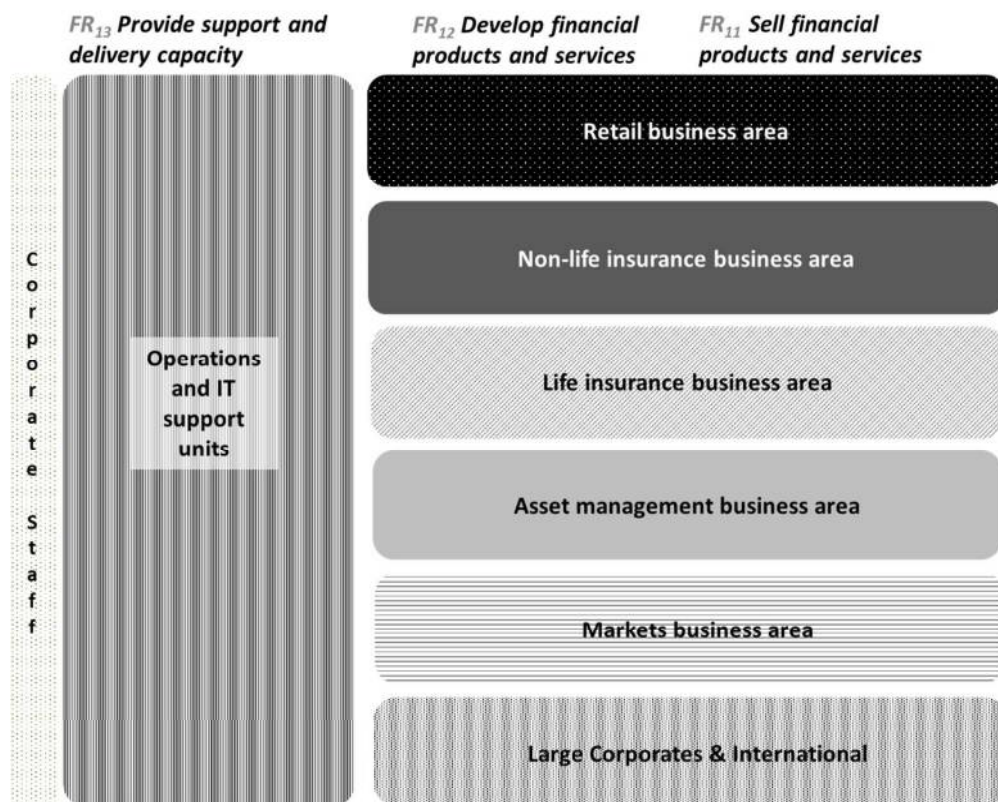 FR13 Provide support and
delivery capacity
FR12 Develop financial
products and services
FR11 Sell financial
products and services
Corporate Staff
Operations
and IT
support
units
Retail business area
Non-life insurance business area
Life insurance business area
Asset management business area
Markets business area
Large Corporates & International